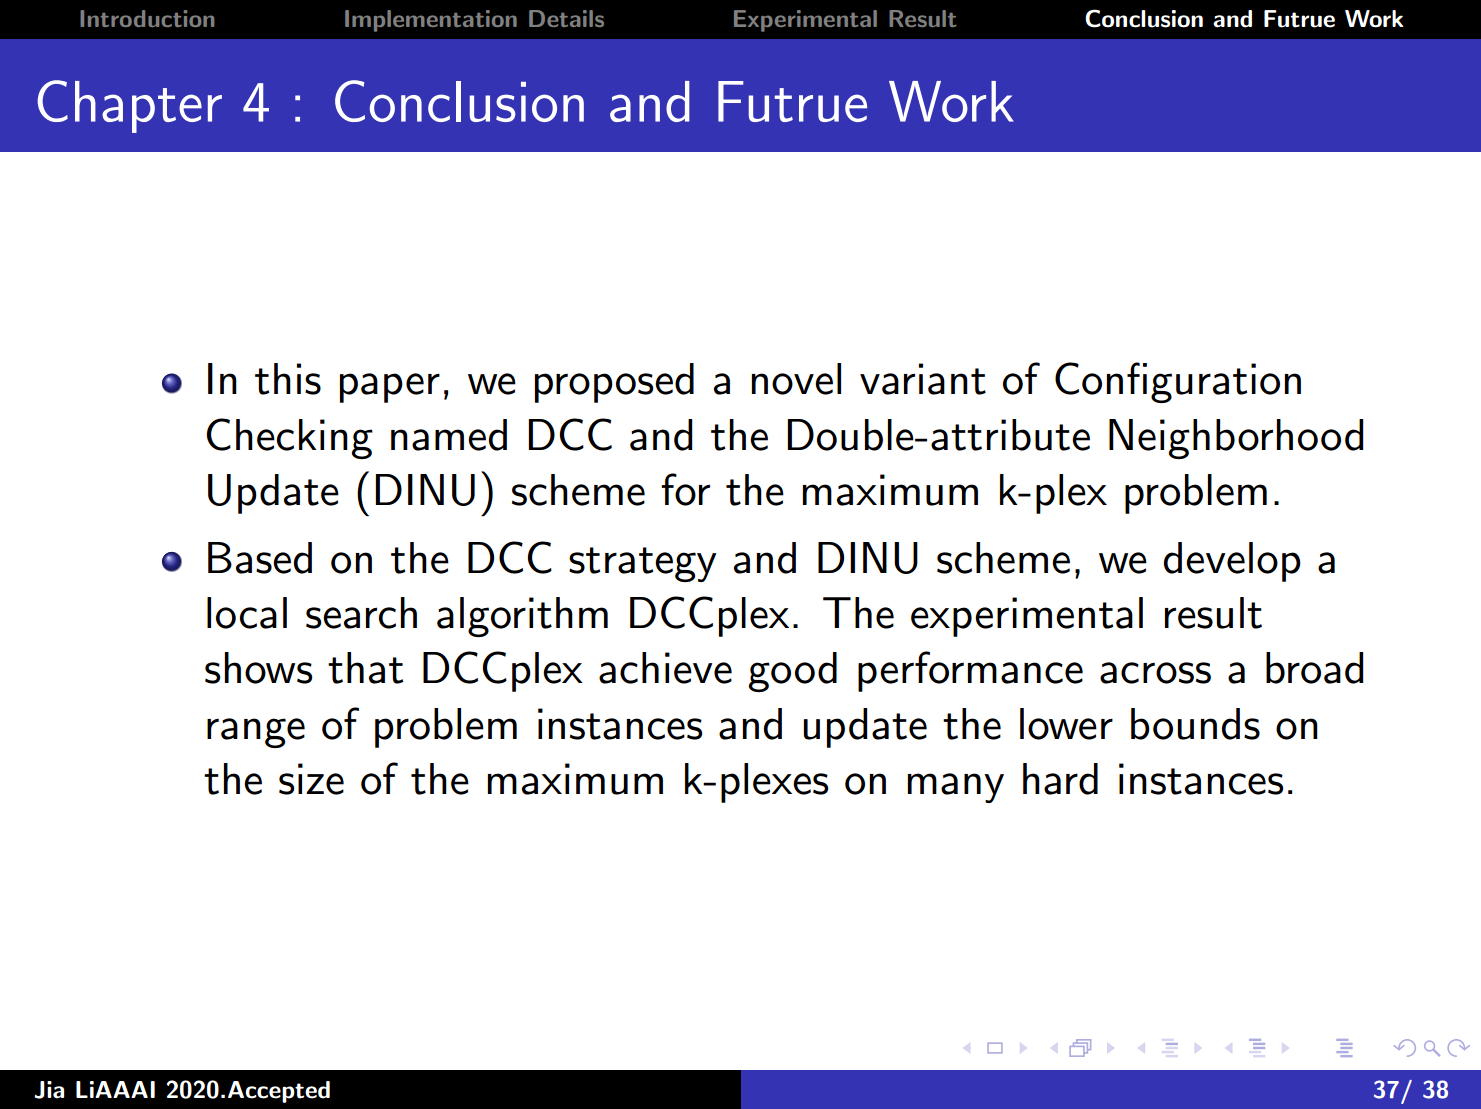 Introduction Implementation Details Experimental Result Conclusion and Futrue Work
Chapter 4 : Conclusion and Futrue Work
In this paper, we proposed a novel variant of Configuration
Checking named DCC and the Double-attribute Neighborhood
Update (DINU) scheme for the maximum k-plex problem.
Based on the DCC strategy and DINU scheme, we develop a
local search algorithm DCCplex. The experimental result
shows that DCCplex achieve good performance across a broad
range of problem instances and update the lower bounds on
the size of the maximum k-plexes on many hard instances.
Jia LiAAAI 2020.Accepted 37/ 38